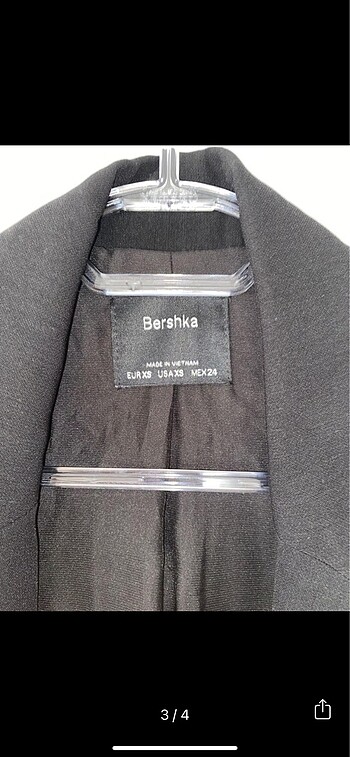 Bershka
MADE IN VIETNAM
EUR XS USA XS MEX 24
3 / 4